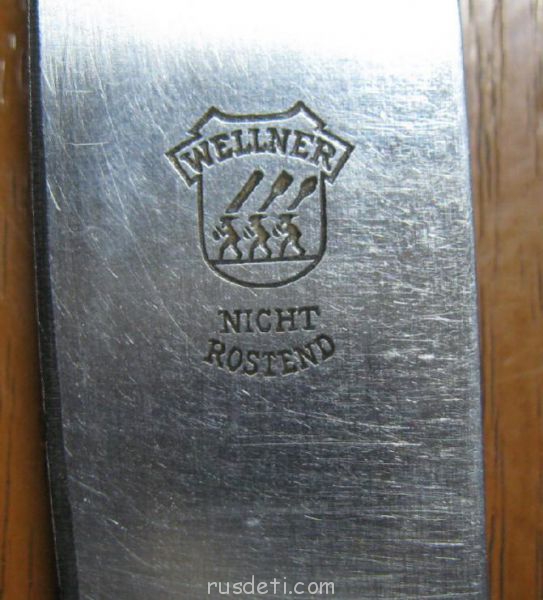 WELLNER
NICHT
ROSTEND
rusdeti.com